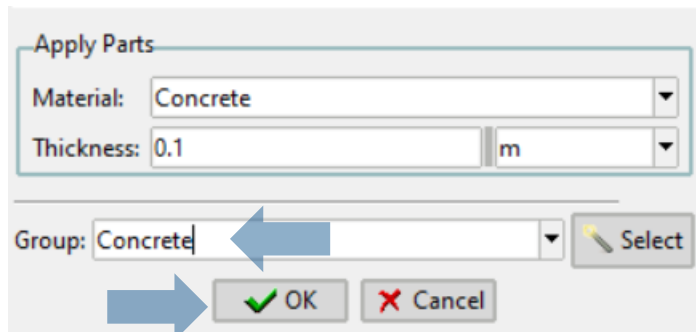 Apply Parts
Material: Concrete
Thickness: 0.1 m
Group: Concrete Select
OK Cancel